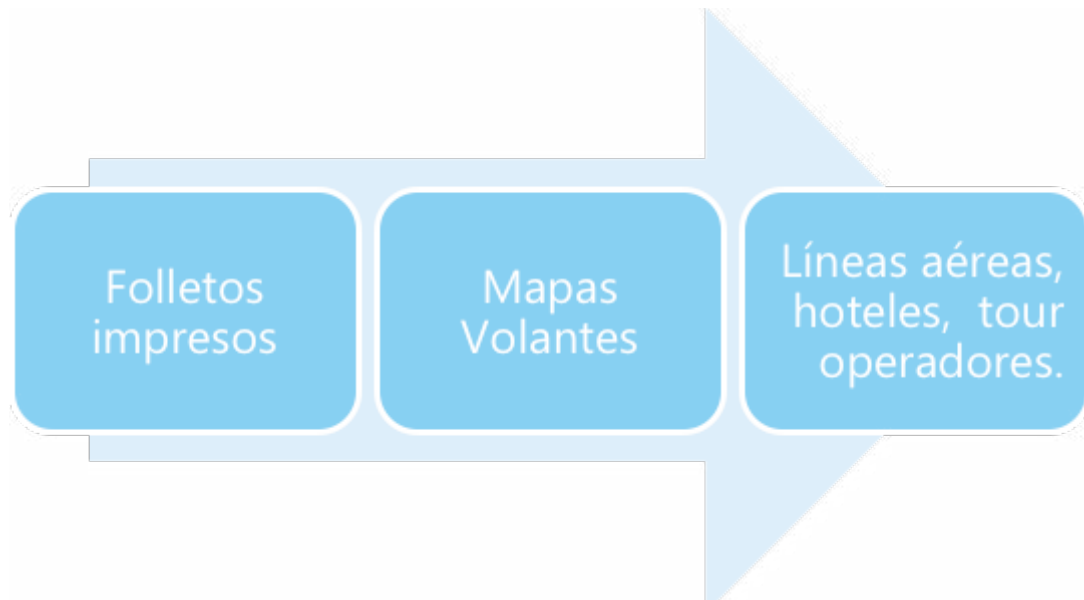 Folletos
impresos
Mapas
Volantes
Líneas aéreas,
hoteles, tour
operadores.